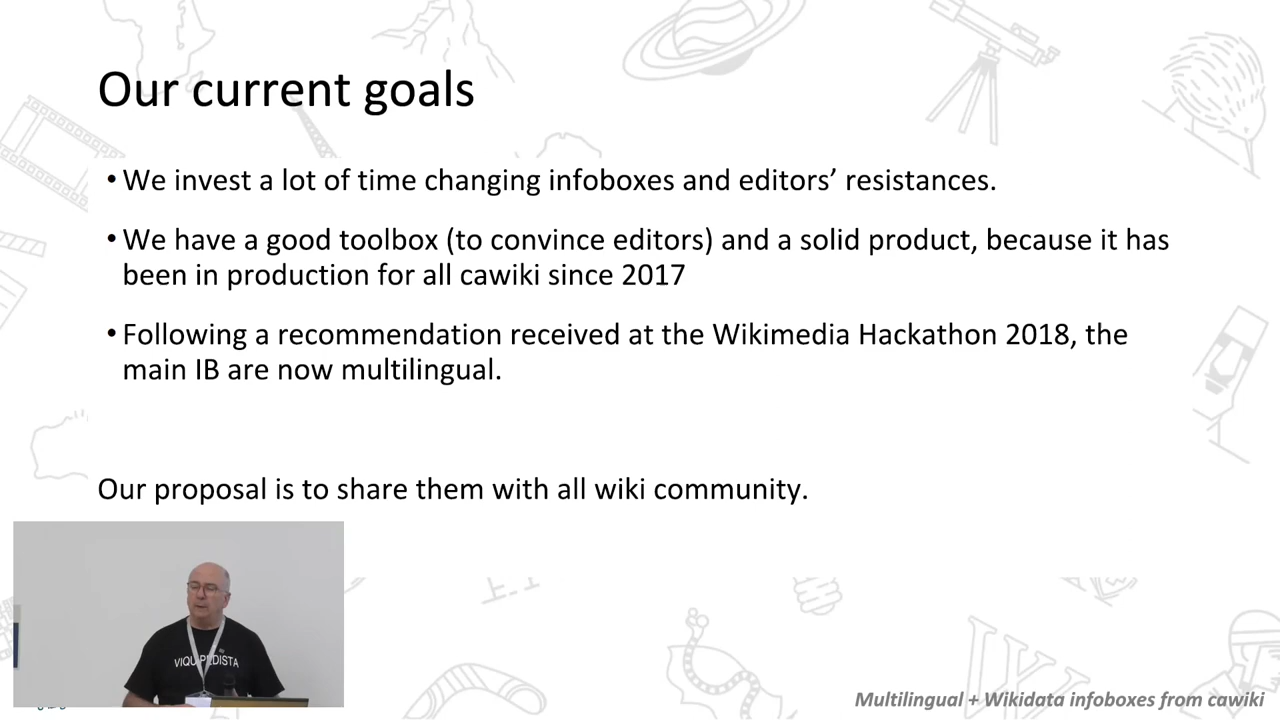 Our current goals
• We invest a lot of time changing infoboxes and editors’ resistances.
• We have a good toolbox (to convince editors) and a solid product, because it has
been in production for all cawiki since 2017
• Following a recommendation received at the Wikimedia Hackathon 2018, the
main IB are now multilingual.
Our proposal is to share them with all wiki community.
VIQUIPEDISTA
Multilingual + Wikidata infoboxes from cawiki